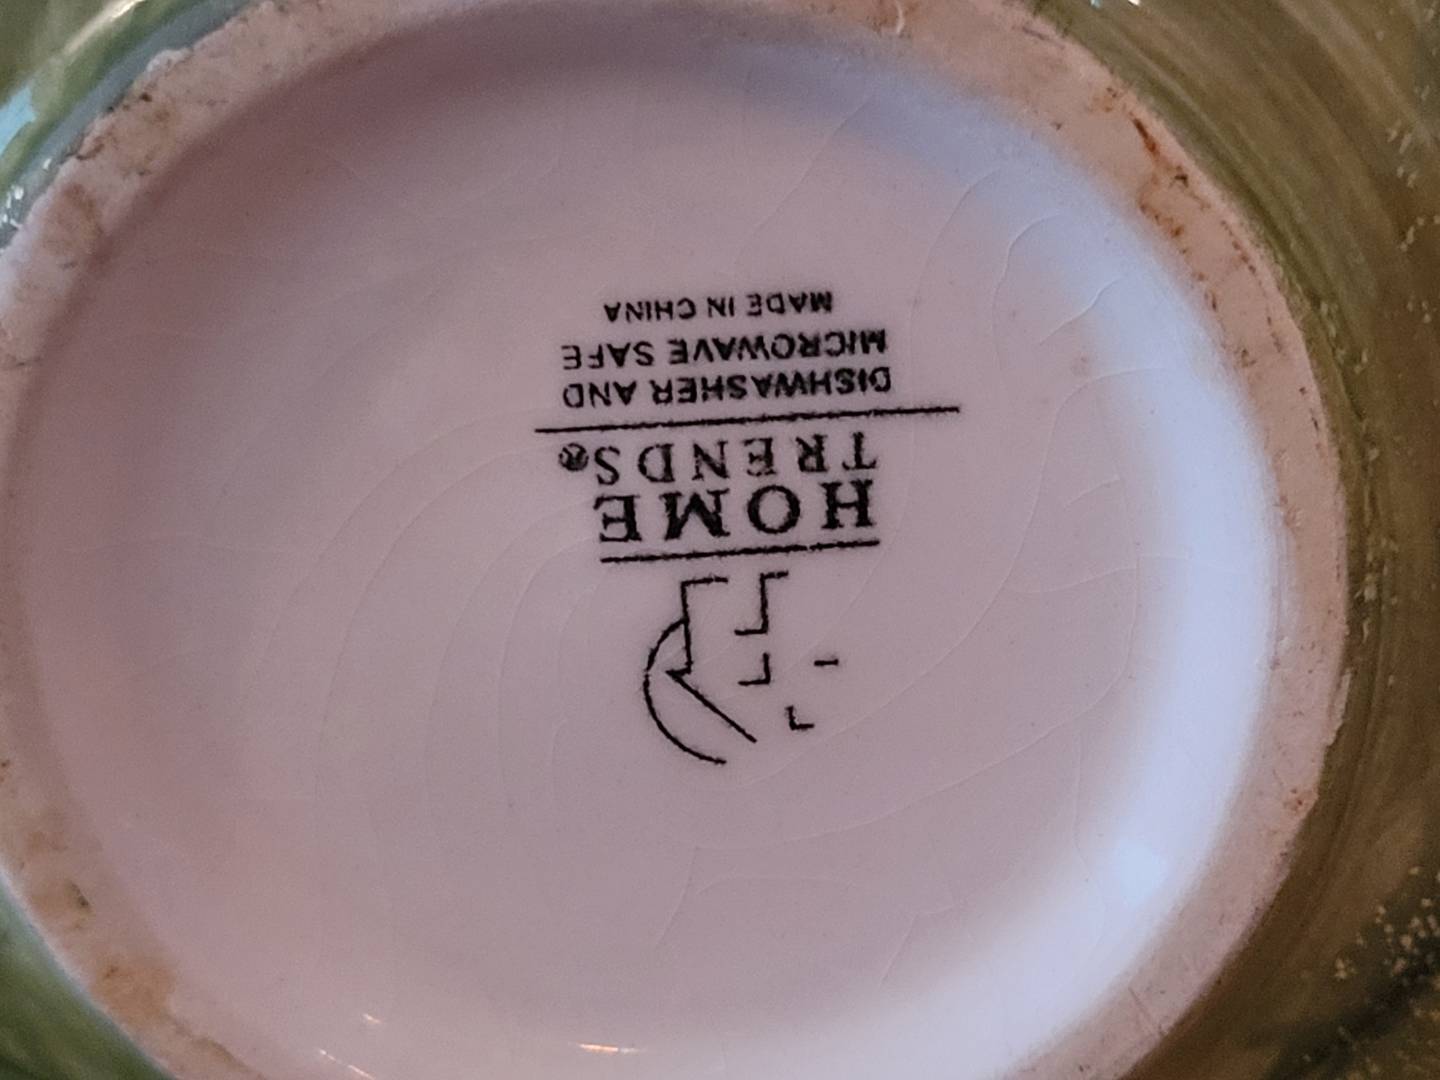 HOME
TRENDS®
DISHWASHER AND
MICROWAVE SAFE
MADE IN CHINA